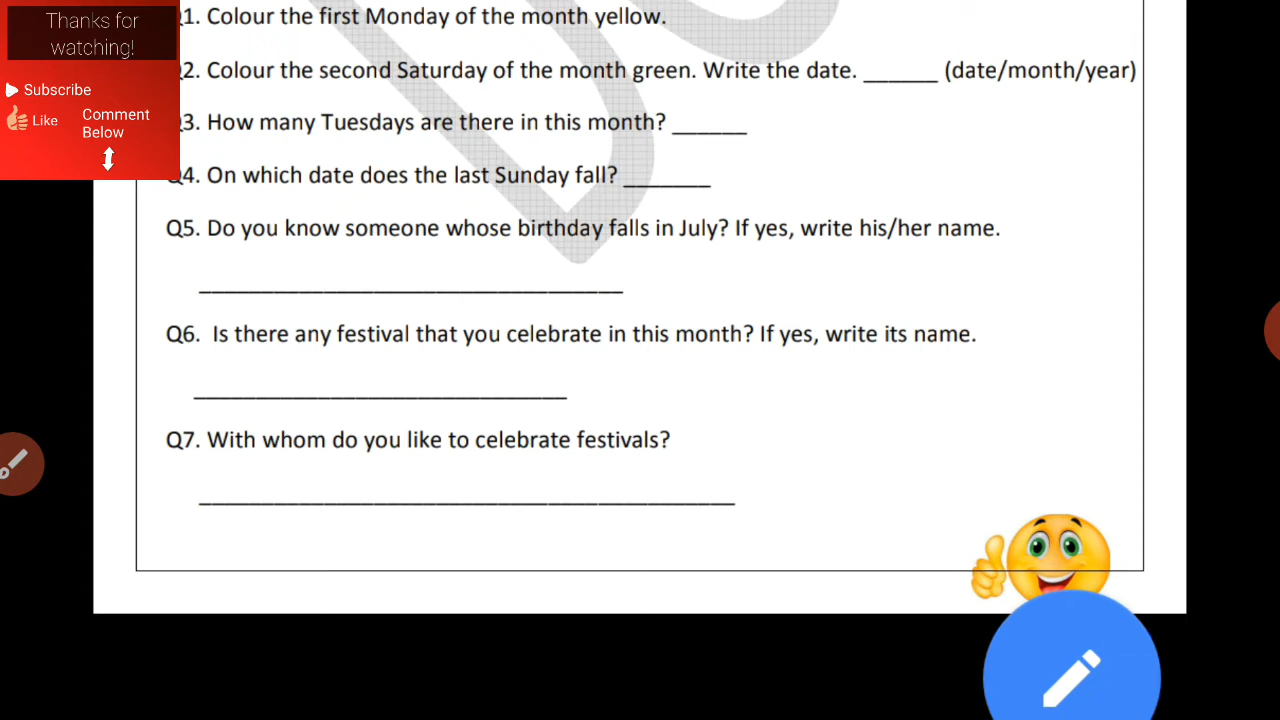 Thanks for
watching!
Subscribe
Like
Comment
Below
Q1. Colour the first Monday of the month yellow.
Q2. Colour the second Saturday of the month green. Write the date. ______ (date/month/year)
Q3. How many Tuesdays are there in this month? ______
Q4. On which date does the last Sunday fall? _______
Q5. Do you know someone whose birthday falls in July? If yes, write his/her name.
Q6. Is there any festival that you celebrate in this month? If yes, write its name.
Q7. With whom do you like to celebrate festivals?